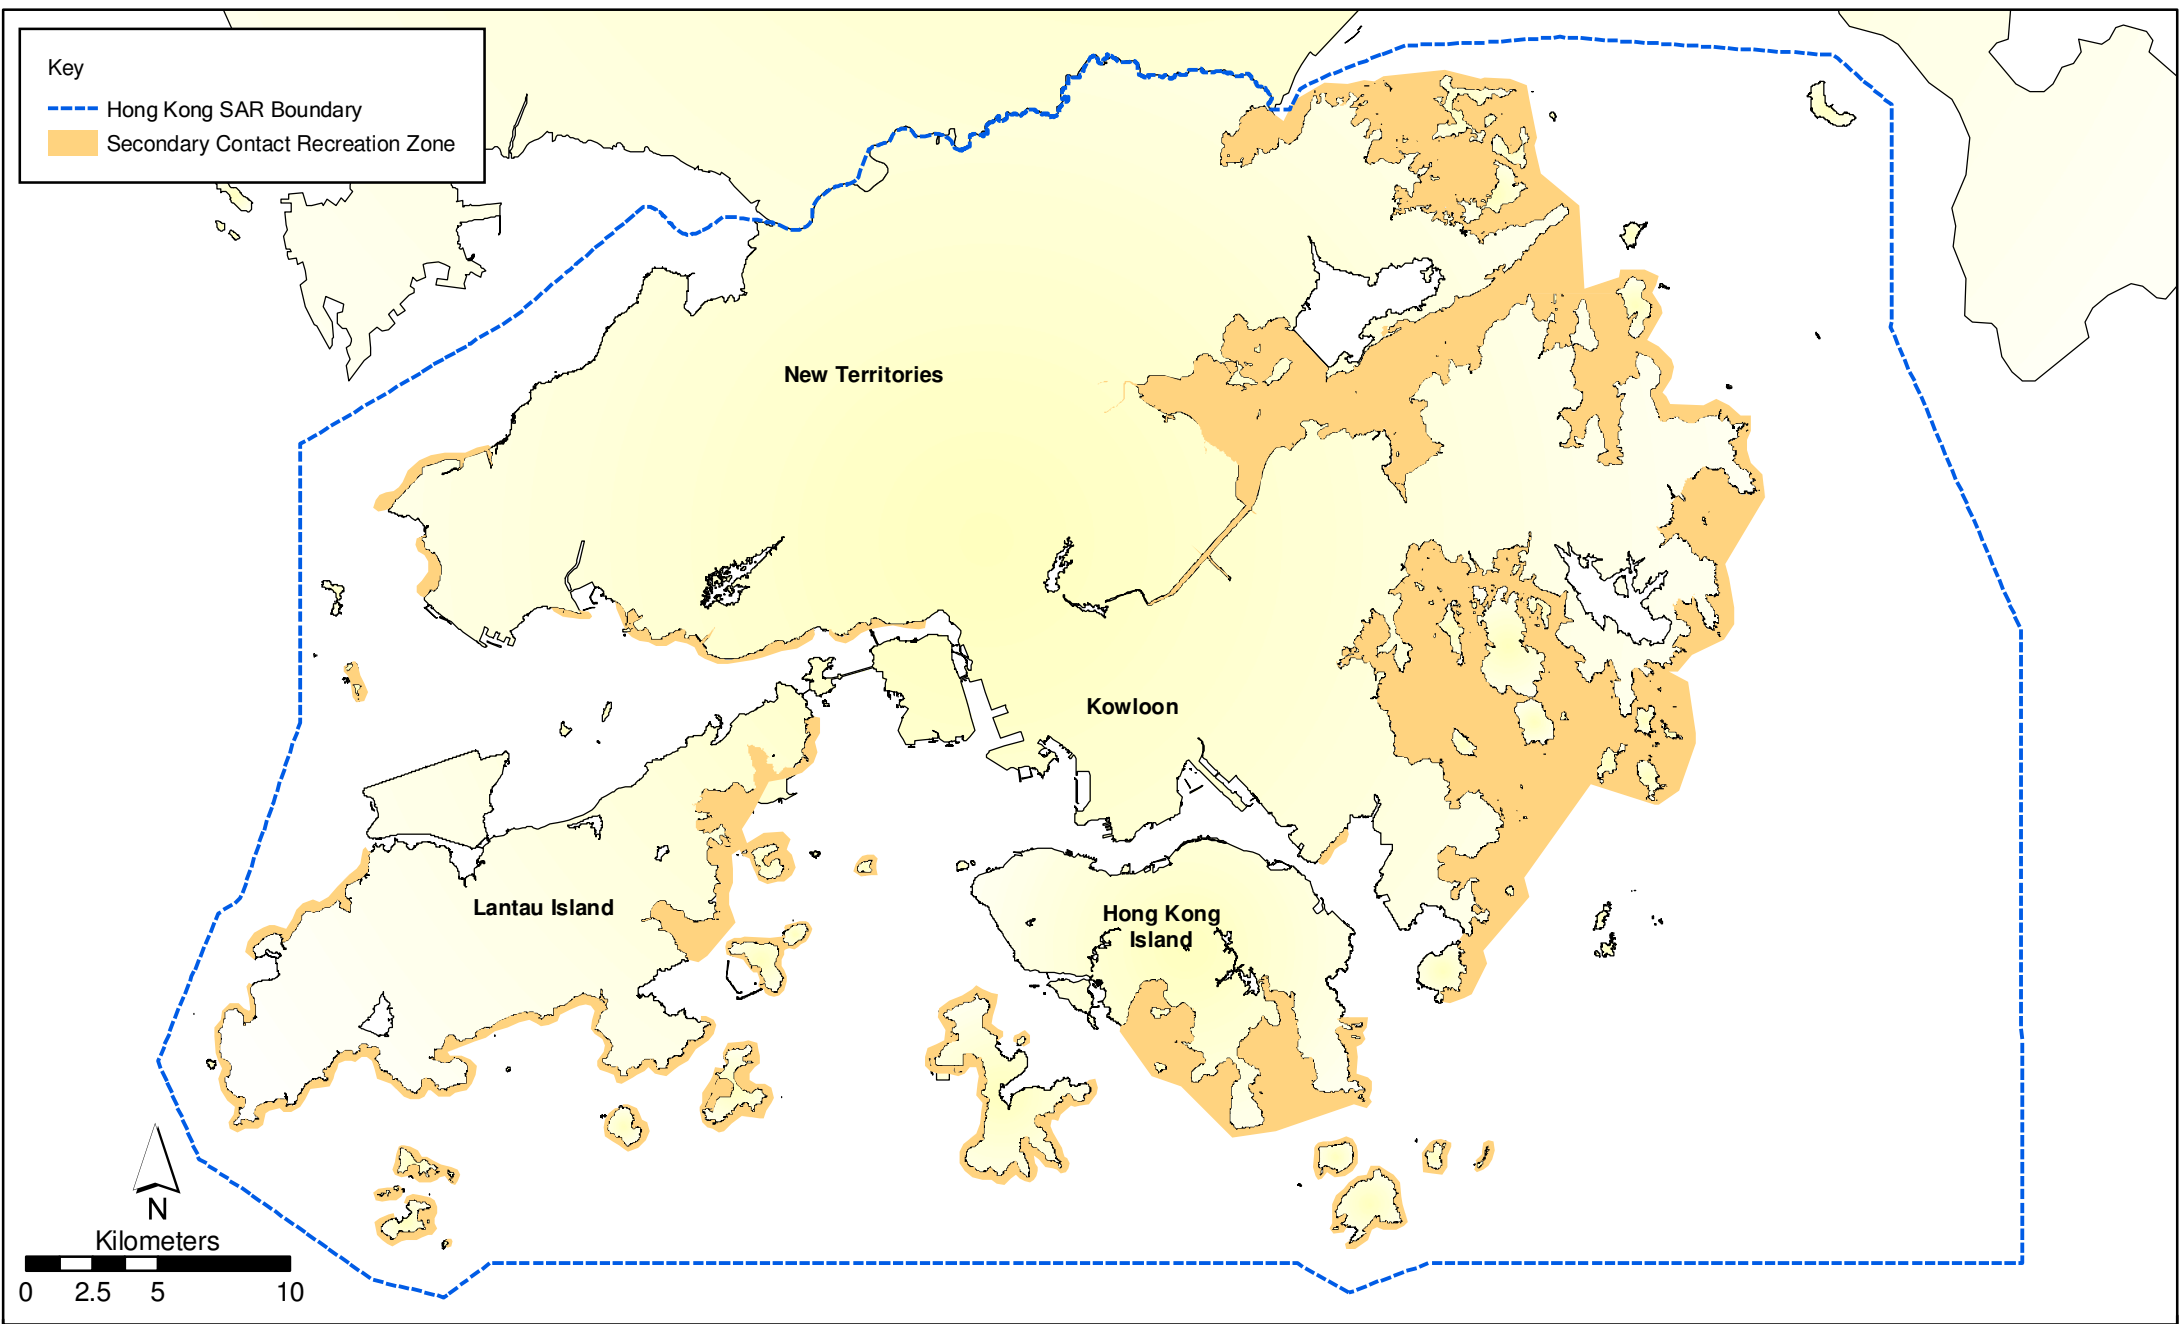 Key
Hong Kong SAR Boundary
Secondary Contact Recreation Zone
New Territories
Kowloon
Lantau Island
Hong Kong
Island
N
Kilometers
0 2.5 5 10